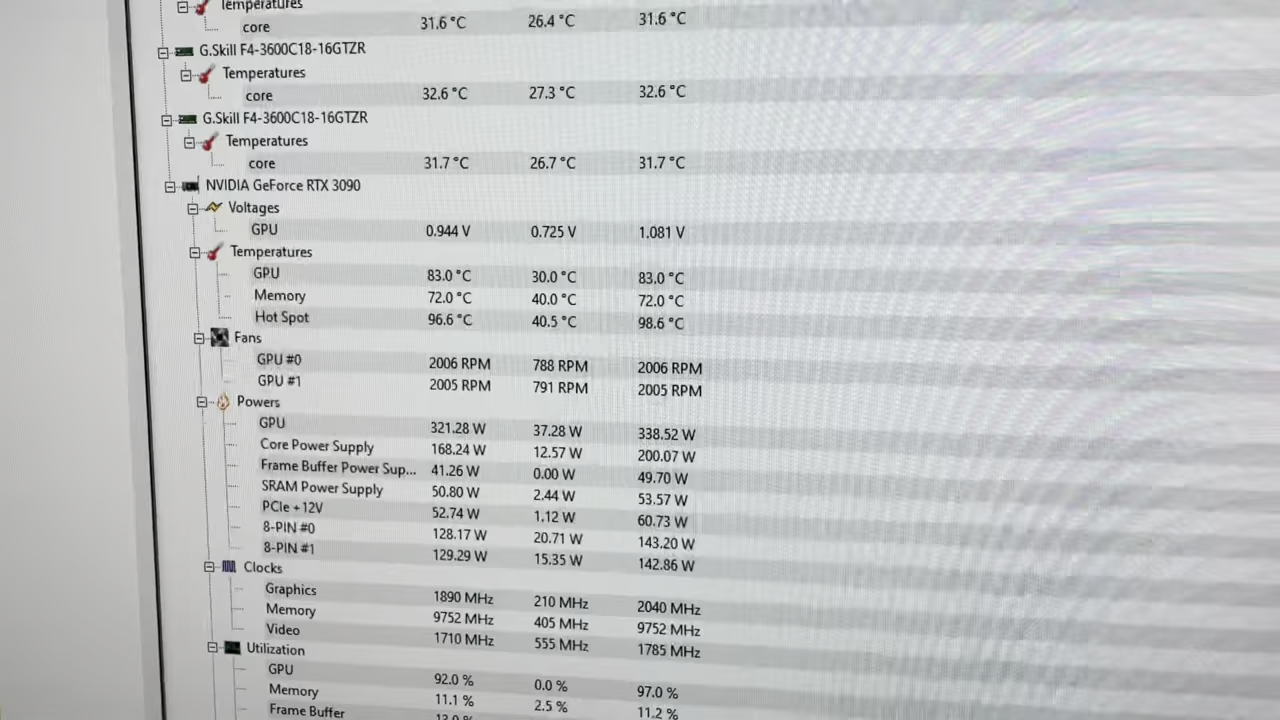 Temperatures
core 31.6 °C 26.4 °C 31.6 °C
G.Skill F4-3600C18-16GTZR
Temperatures
core 32.6 °C 27.3 °C 32.6 °C
G.Skill F4-3600C18-16GTZR
Temperatures
core 31.7 °C 26.7 °C 31.7 °C
NVIDIA GeForce RTX 3090
Voltages
GPU 0.944 V 0.725 V 1.081 V
Temperatures
GPU 83.0 °C 30.0 °C 83.0 °C
Memory 72.0 °C 40.0 °C 72.0 °C
Hot Spot 96.6 °C 40.5 °C 98.6 °C
Fans
GPU #0 2006 RPM 788 RPM 2006 RPM
GPU #1 2005 RPM 791 RPM 2005 RPM
Powers
GPU 321.28 W 37.28 W 338.52 W
Core Power Supply 168.24 W 12.57 W 200.07 W
Frame Buffer Power Sup... 41.26 W 0.00 W 49.70 W
SRAM Power Supply 50.80 W 2.44 W 53.57 W
PCIe +12V 52.74 W 1.12 W 60.73 W
8-PIN #0 128.17 W 20.71 W 143.20 W
8-PIN #1 129.29 W 15.35 W 142.86 W
Clocks
Graphics 1890 MHz 210 MHz 2040 MHz
Memory 9752 MHz 405 MHz 9752 MHz
Video 1710 MHz 555 MHz 1785 MHz
Utilization
GPU 92.0 % 0.0 % 97.0 %
Memory 11.1 % 2.5 % 11.2 %
Frame Buffer